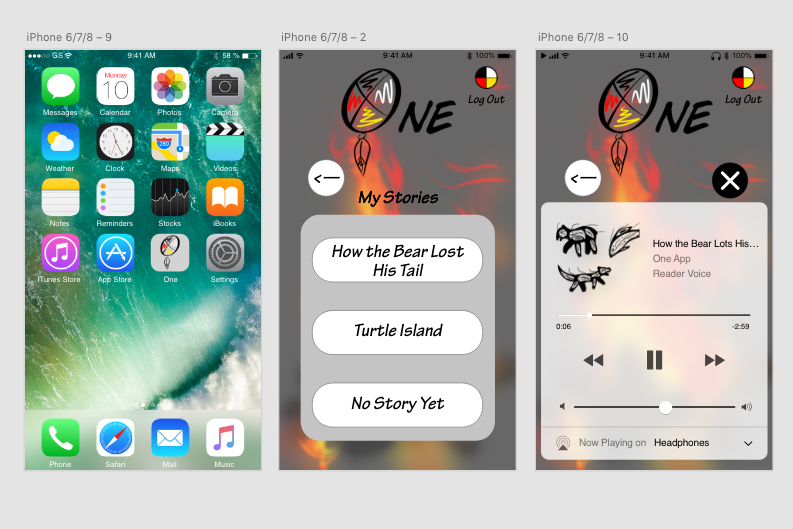 iPhone 6/7/8 – 9
GS
9:41 AM
58 %
Monday
10
Messages
Calendar
Photos
Camera
280
Weather
Clock
Maps
Videos
Notes
Reminders
Stocks
iBooks
iTunes Store
App Store
One
Settings
Phone
Safari
Mail
Music
iPhone 6/7/8 – 2
9:41 AM
100%
ONE
Log Out
<—
My Stories
How the Bear Lost
His Tail
Turtle Island
No Story Yet
iPhone 6/7/8 – 10
9:41 AM
100%
ONE
Log Out
<—
How the Bear Lots His...
One App
Reader Voice
0:06
-2:59
Now Playing on Headphones